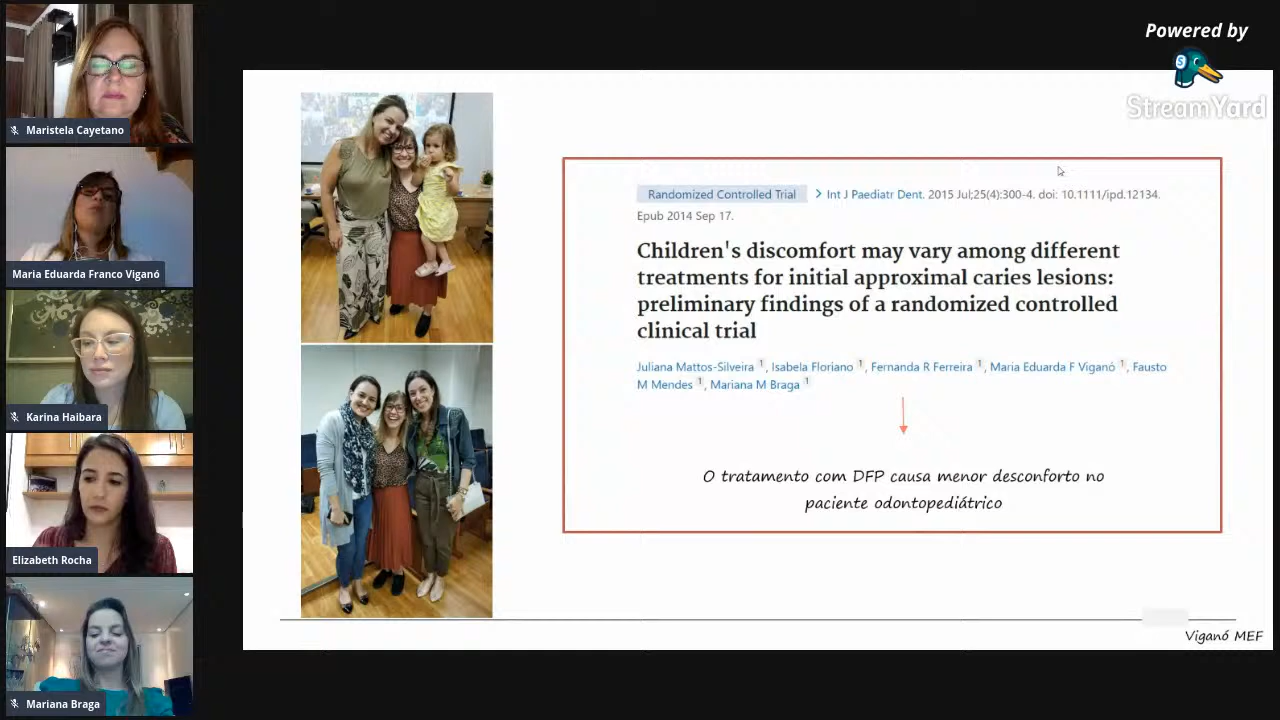 Powered by
StreamYard
Maristela Cayetano
Maria Eduarda Franco Viganó
Karina Haibara
Elizabeth Rocha
Mariana Braga
Randomized Controlled Trial > Int J Paediatr Dent. 2015 Jul;25(4):300-4. doi: 10.1111/ipd.12134.
Epub 2014 Sep 17.
Children's discomfort may vary among different
treatments for initial approximal caries lesions:
preliminary findings of a randomized controlled
clinical trial
Juliana Mattos-Silveira 1, Isabela Floriano 1, Fernanda R Ferreira 1, Maria Eduarda F Viganó 1, Fausto
M Mendes 1, Mariana M Braga 1
O tratamento com DFP causa menor desconforto no
paciente odontopediátrico
Viganó MEF